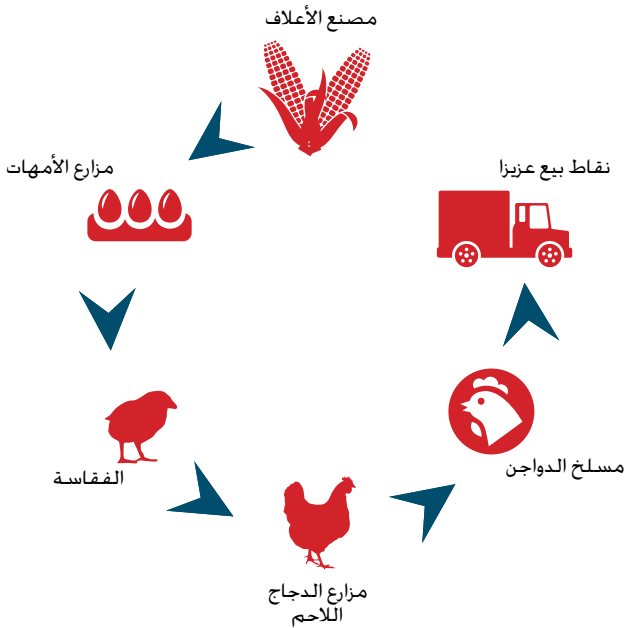 مصنع الأعلاف
مزارع الأمهات
نقاط بيع عزيزا
الفقاسة
مسلخ الدواجن
مزارع الدجاج
اللاحم